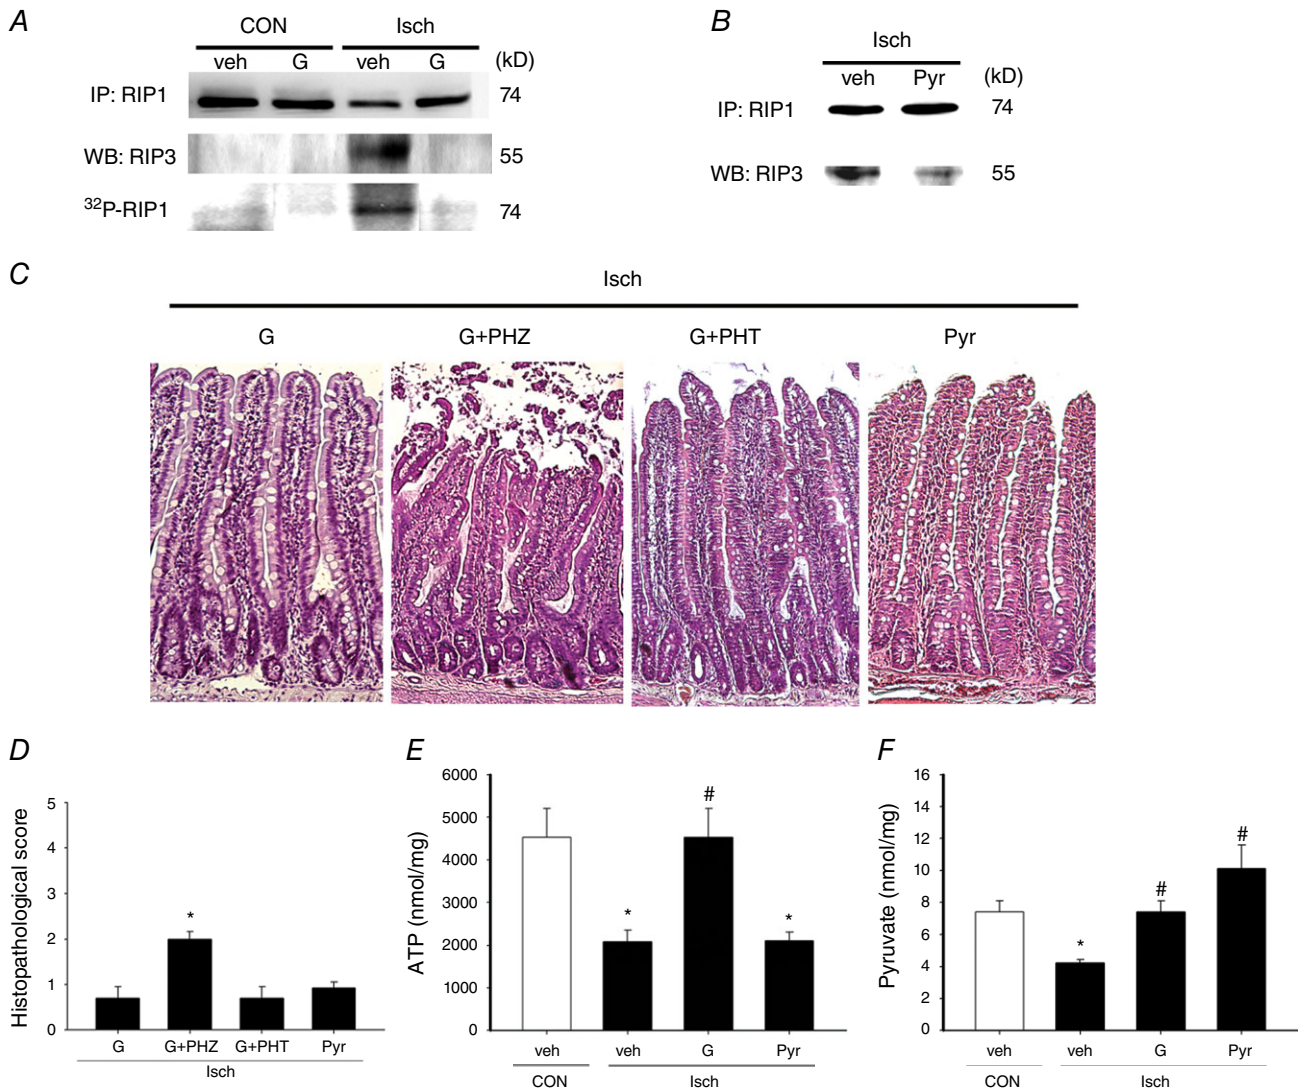 A
CON
Isch
veh
G
veh
G
(kD)
IP: RIP1
74
WB: RIP3
55
32P-RIP1
74
B
Isch
veh
Pyr
(kD)
IP: RIP1
74
WB: RIP3
55
C
Isch
G
G+PHZ
G+PHT
Pyr
D
Histopathological score
5
4
3
2
1
0
*
G
G+PHZ
G+PHT
Pyr
Isch
E
ATP (nmol/mg)
6000
5000
4000
3000
2000
1000
0
*
#
*
veh
veh
G
Pyr
CON
Isch
F
Pyruvate (nmol/mg)
16
14
12
10
8
6
4
2
0
*
#
#
veh
veh
G
Pyr
CON
Isch